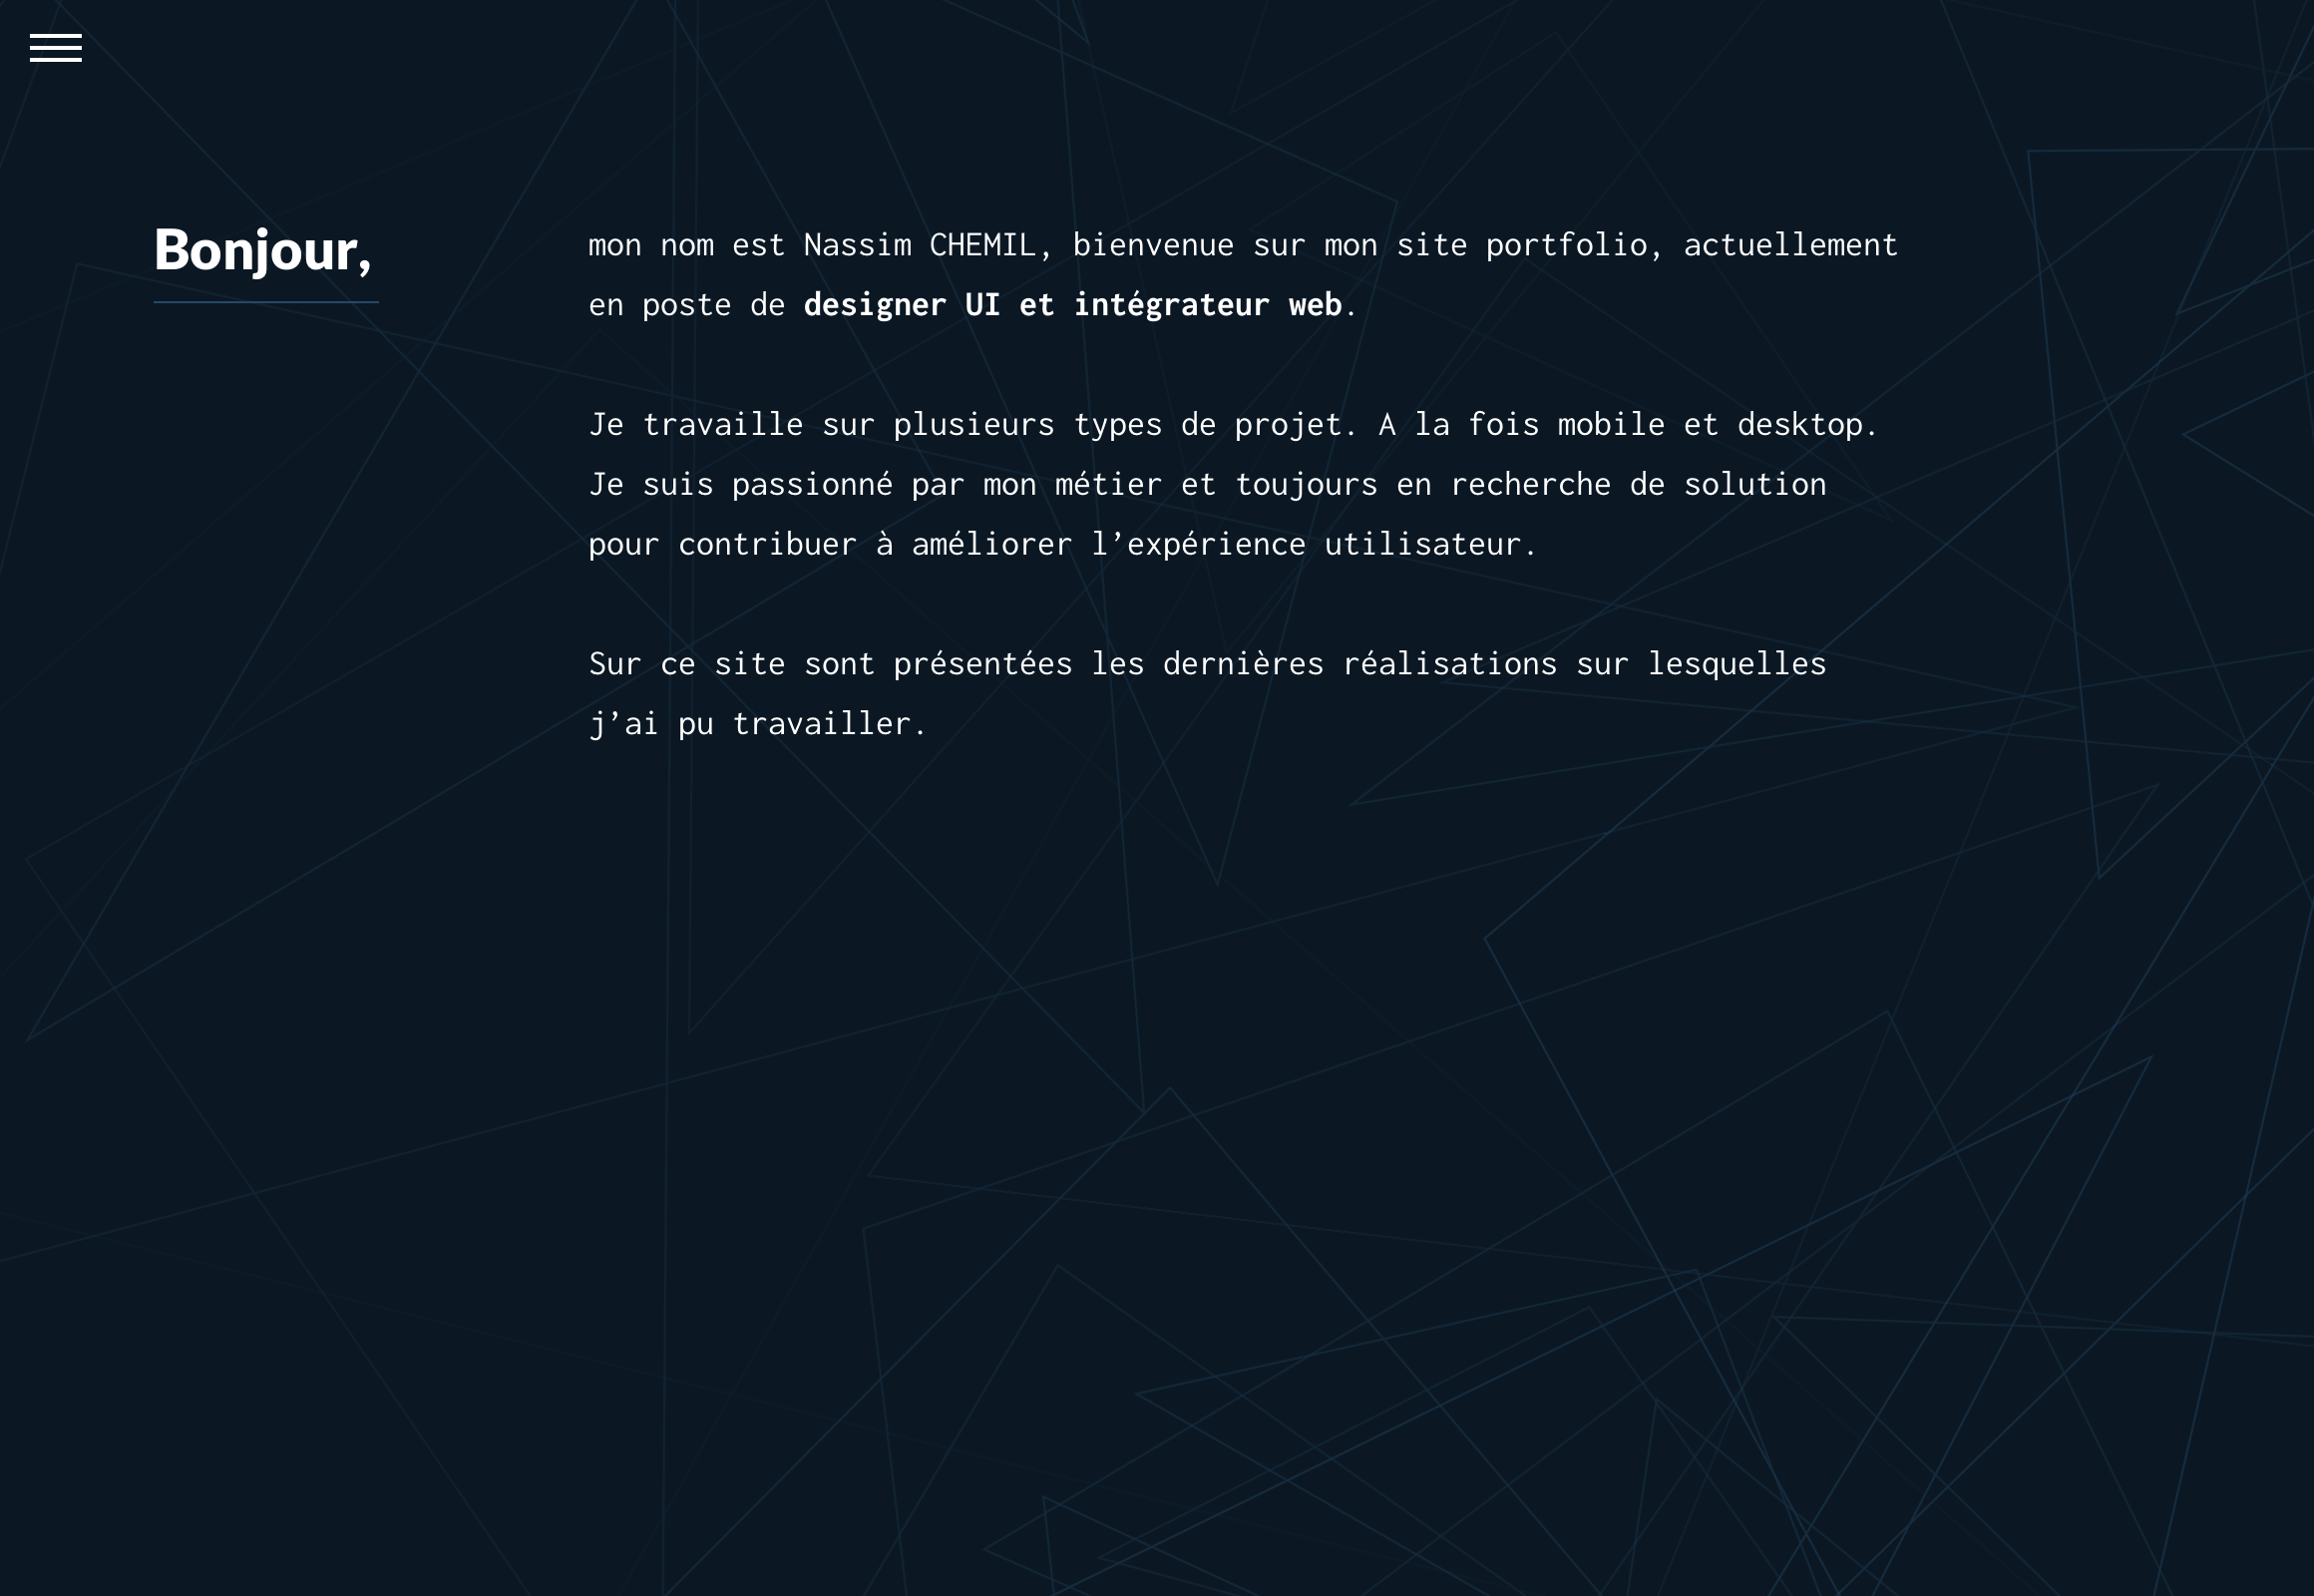 Bonjour,
mon nom est Nassim CHEMIL, bienvenue sur mon site portfolio, actuellement
en poste de designer UI et intégrateur web.
Je travaille sur plusieurs types de projet. A la fois mobile et desktop.
Je suis passionné par mon métier et toujours en recherche de solution
pour contribuer à améliorer l’expérience utilisateur.
Sur ce site sont présentées les dernières réalisations sur lesquelles
j’ai pu travailler.